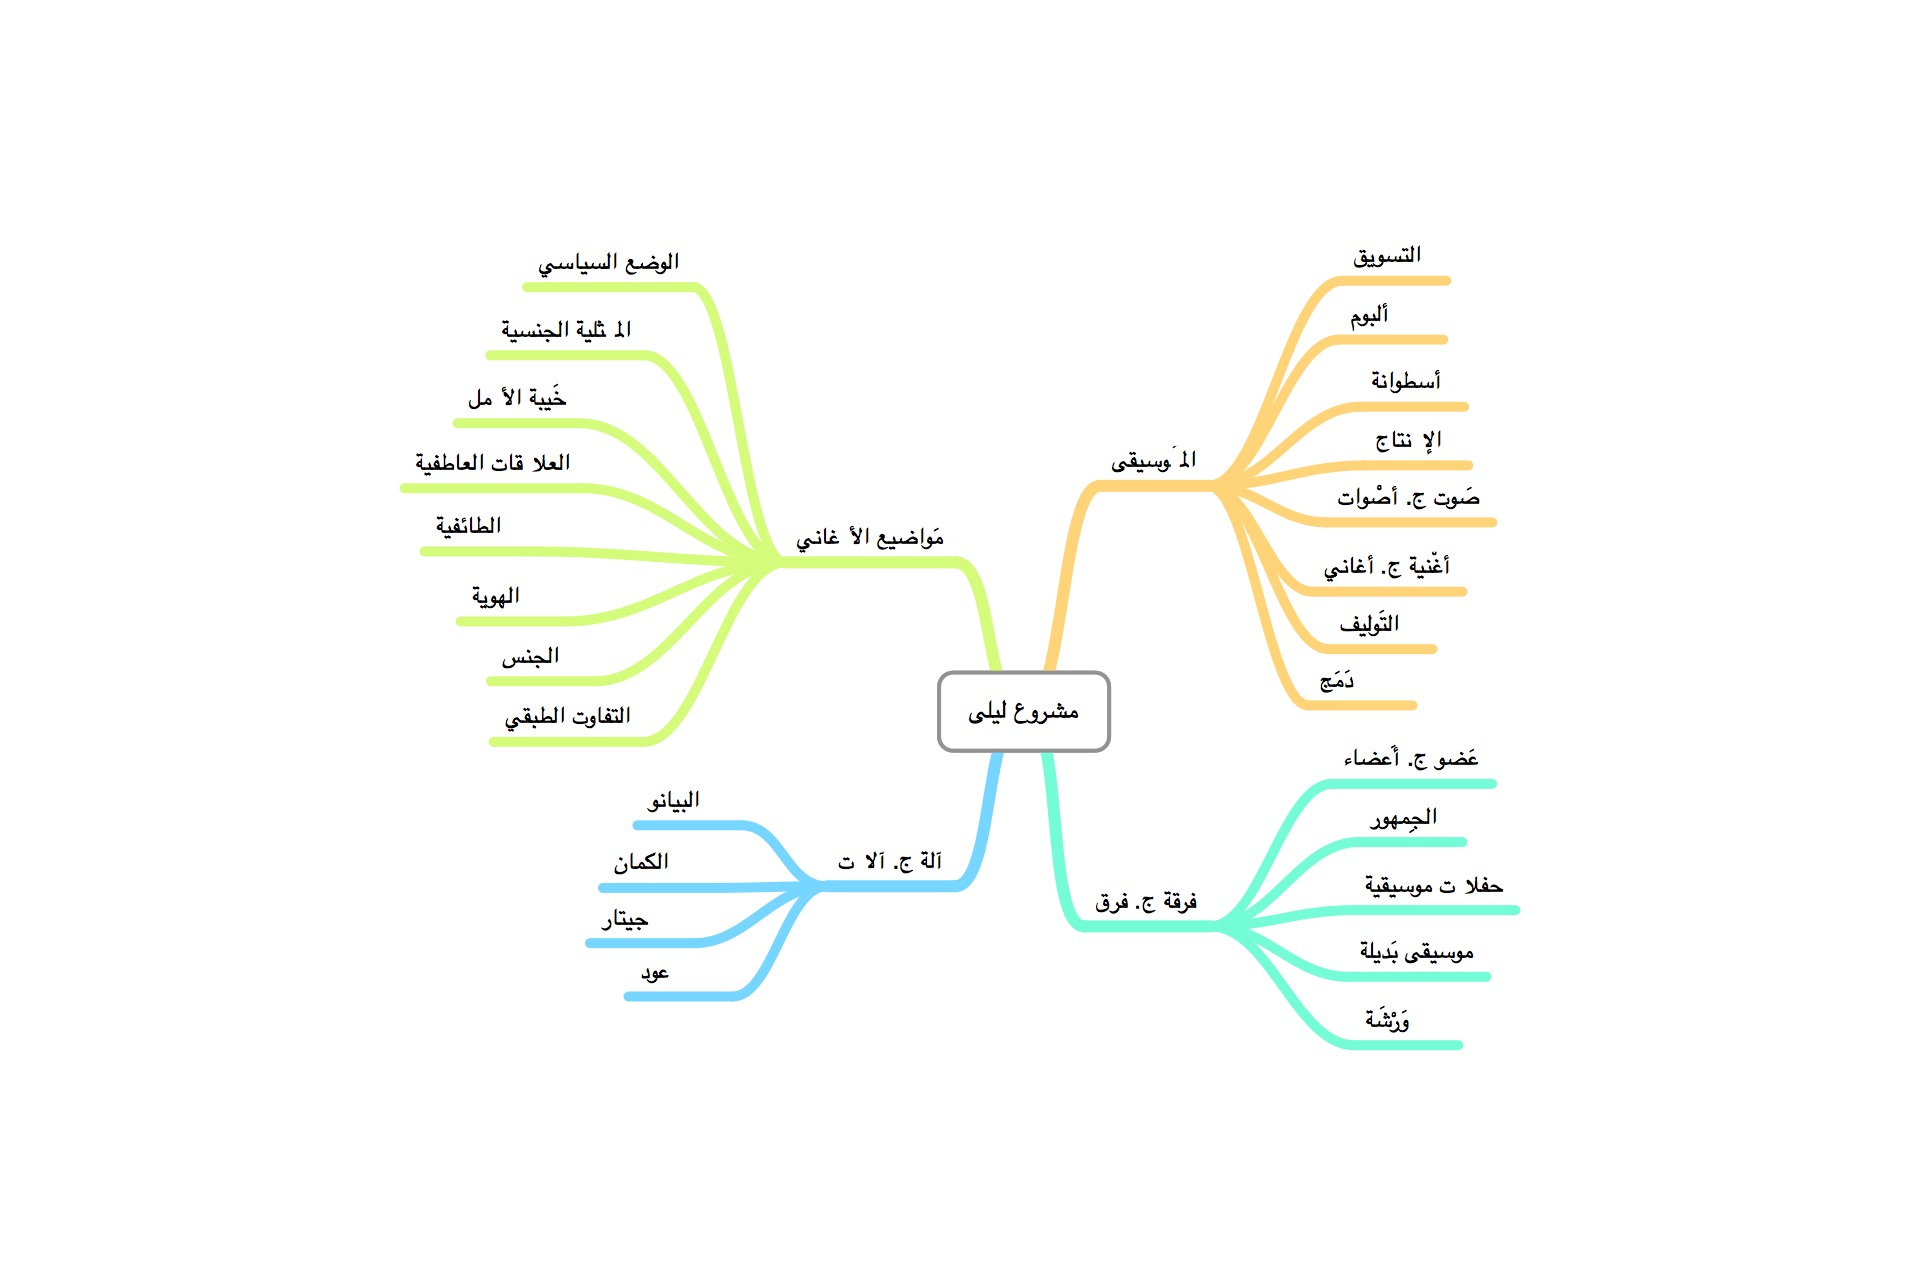 مشروع ليلى
المَوسيقى
التسويق
ألبوم
أسطوانة
الإنتاج
صَوت ج. أصْوات
أغْنية ج. أغاني
التَوليف
دَمَج
فرقة ج. فرق
عَضو ج. أَعضاء
الجِمهور
حفلات موسيقية
موسيقى بَديلة
وَرْشَة
مَواضيع الأغاني
الوضع السياسي
المثلية الجنسية
خَيبة الأمل
العلاقات العاطفية
الطائفية
الهوية
الجنس
التفاوت الطبقي
آلة ج. آلات
البيانو
الكمان
جيتار
عود